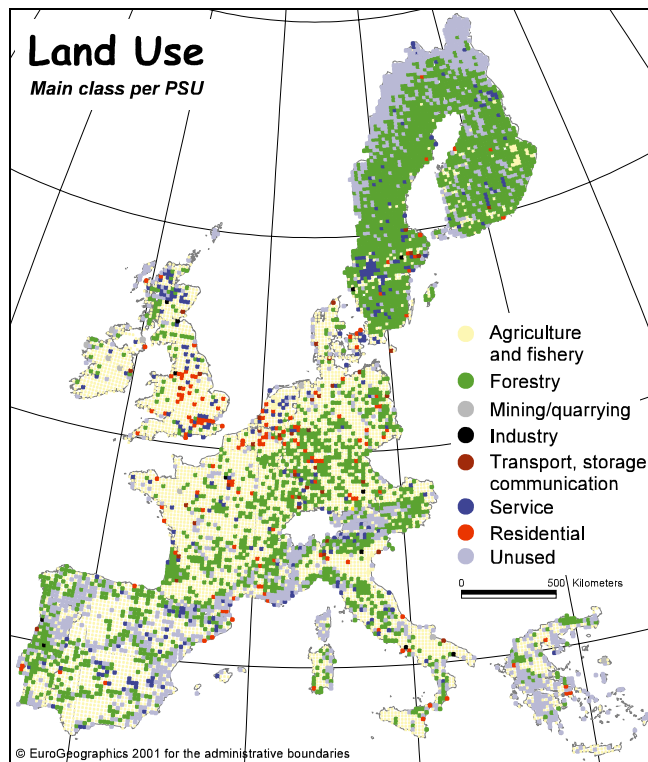 Land Use
Main class per PSU
Agriculture
and fishery
Forestry
Mining/quarrying
Industry
Transport, storage
communication
Service
Residential
Unused
0 500 Kilometers
© EuroGeographics 2001 for the administrative boundaries